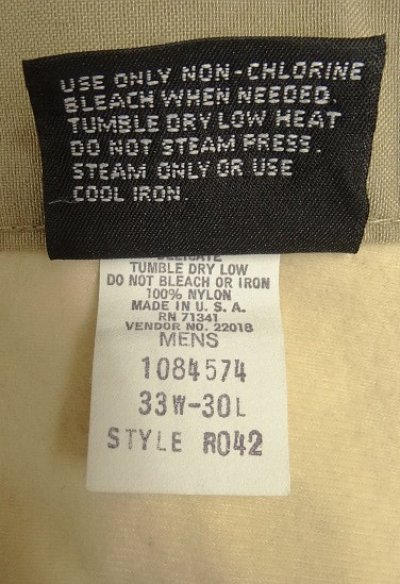 USE ONLY NON-CHLORINE
BLEACH WHEN NEEDED.
TUMBLE DRY LOW HEAT
DO NOT STEAM PRESS.
STEAM ONLY OR USE
COOL IRON.
DELICATE
TUMBLE DRY LOW
DO NOT BLEACH OR IRON
100% NYLON
MADE IN U. S. A.
RN 71341
VENDOR NO. 22018
MENS
1084574
33W-30L
STYLE R042